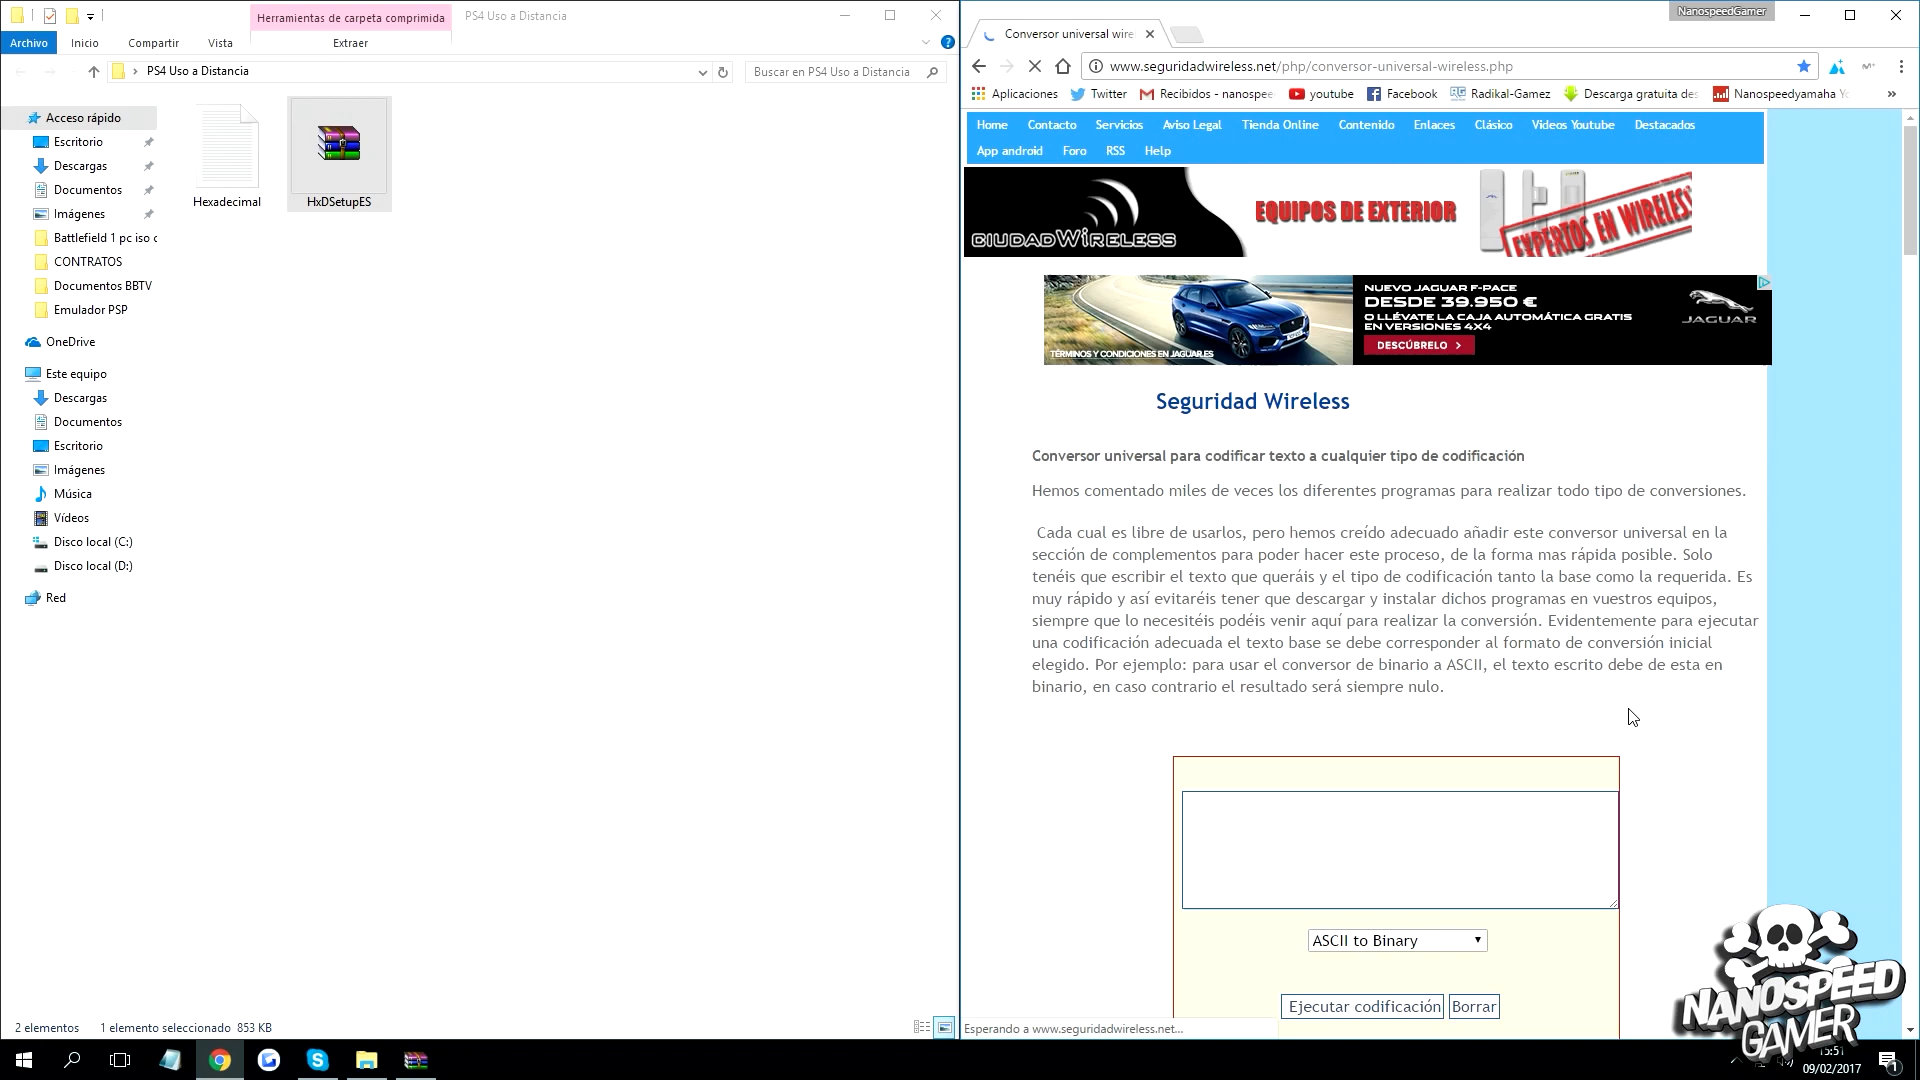 Herramientas de carpeta comprimida
PS4 Uso a Distancia
Archivo
Inicio
Compartir
Vista
Extraer
PS4 Uso a Distancia
Buscar en PS4 Uso a Distancia
Acceso rápido
Escritorio
Descargas
Documentos
Imágenes
Battlefield 1 pc iso c
CONTRATOS
Documentos BBTV
Emulador PSP
OneDrive
Este equipo
Descargas
Documentos
Escritorio
Imágenes
Música
Vídeos
Disco local (C:)
Disco local (D:)
Red
Hexadecimal
HxDSetupES
2 elementos
1 elemento seleccionado 853 KB
NanospeedGamer
Conversor universal wire
www.seguridadwireless.net/php/conversor-universal-wireless.php
Aplicaciones
Twitter
Recibidos - nanospee
youtube
Facebook
Radikal-Gamez
Descarga gratuita de
Nanospeedyamaha Yo
»
Home Contacto Servicios Aviso Legal Tienda Online Contenido Enlaces Clásico Videos Youtube Destacados
App android Foro RSS Help
CIUDADWIRELESS
EQUIPOS DE EXTERIOR
EXPERTOS EN WIRELESS
TÉRMINOS Y CONDICIONES EN JAGUAR.ES
NUEVO JAGUAR F-PACE
DESDE 39.950 €
O LLÉVATE LA CAJA AUTOMÁTICA GRATIS
EN VERSIONES 4X4
DESCÚBRELO >
JAGUAR
Seguridad Wireless
Conversor universal para codificar texto a cualquier tipo de codificación
Hemos comentado miles de veces los diferentes programas para realizar todo tipo de conversiones.
Cada cual es libre de usarlos, pero hemos creído adecuado añadir este conversor universal en la
sección de complementos para poder hacer este proceso, de la forma mas rápida posible. Solo
tenéis que escribir el texto que queráis y el tipo de codificación tanto la base como la requerida. Es
muy rápido y así evitaréis tener que descargar y instalar dichos programas en vuestros equipos,
siempre que lo necesitéis podéis venir aquí para realizar la conversión. Evidentemente para ejecutar
una codificación adecuada el texto base se debe corresponder al formato de conversión inicial
elegido. Por ejemplo: para usar el conversor de binario a ASCII, el texto escrito debe de esta en
binario, en caso contrario el resultado será siempre nulo.
ASCII to Binary
Ejecutar codificación
Borrar
Esperando a www.seguridadwireless.net...
NANOSPEED
GAMER
15:51
09/02/2017
1